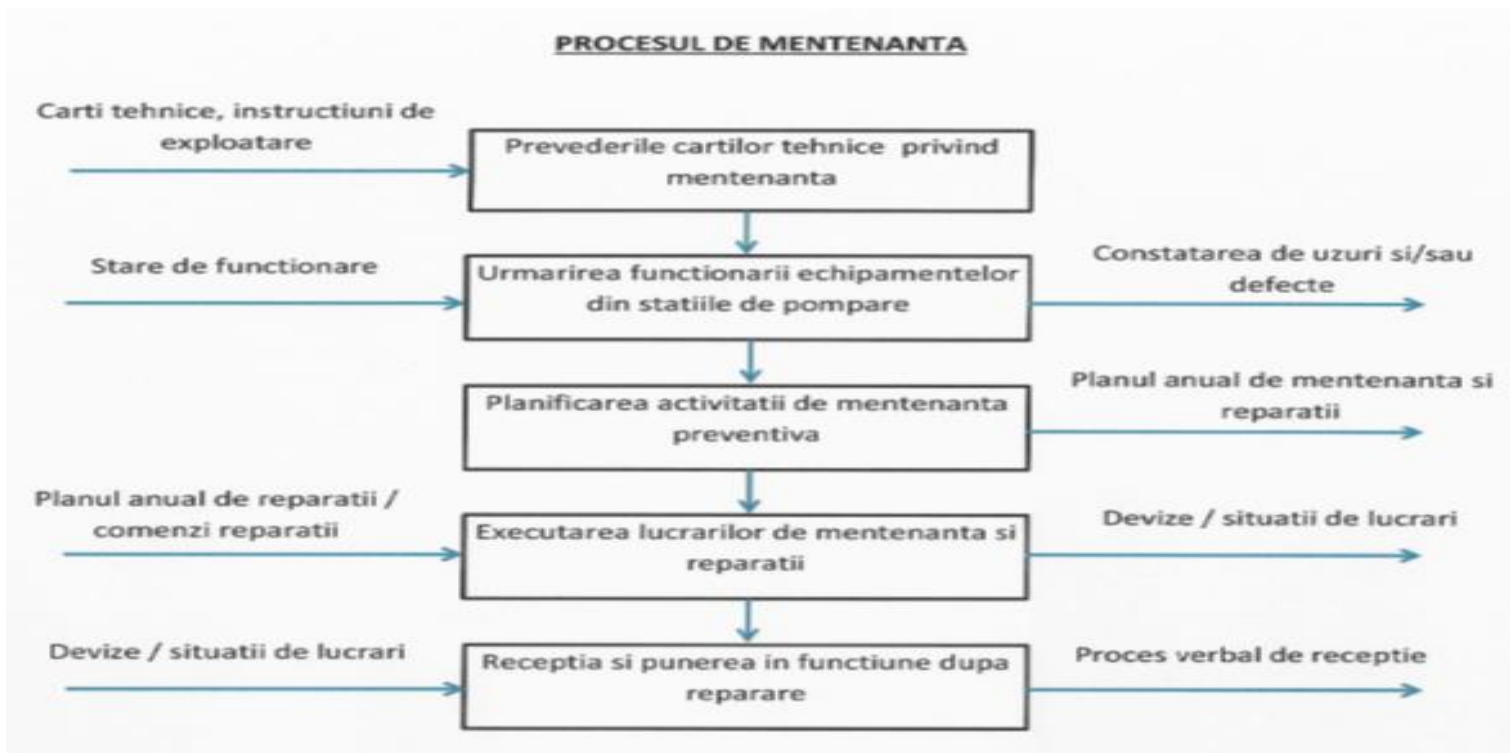 PROCESUL DE MENTENANTA
Carti tehnice, instructiuni de
exploatare
Prevederile cartilor tehnice privind
mentenanta
Stare de functionare
Urmarirea functionarii echipamentelor
din statiile de pompare
Constatarea de uzuri si/sau
defecte
Planificarea activitatii de mentenanta
preventiva
Planul anual de mentenanta si
reparatii
Planul anual de reparatii /
comenzi reparatii
Executarea lucrarilor de mentenanta si
reparatii
Devize / situatii de lucrari
Devize / situatii de lucrari
Receptia si punerea in functiune dupa
reparare
Proces verbal de receptie